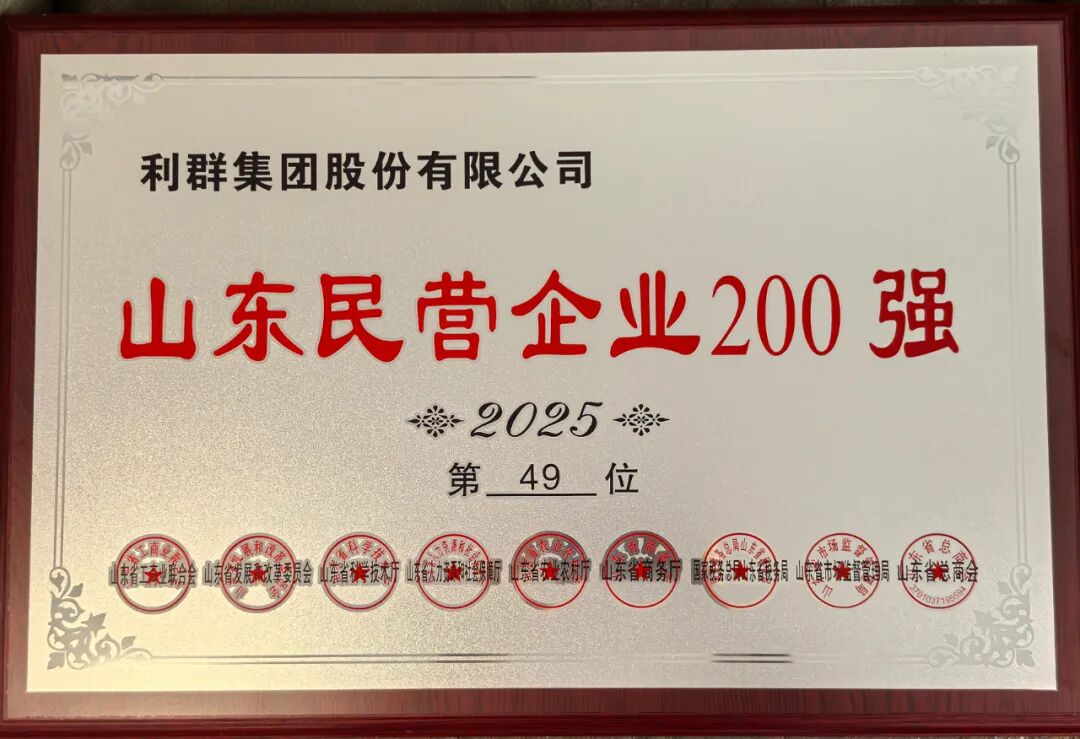 利群集团股份有限公司
山东民营企业200强
2025
第 49 位
山东省工商业联合会 山东省发展和改革委员会 山东省科学技术厅 山东省人力资源和社会保障厅 山东省农业农村厅 山东省商务厅 国家税务总局山东省税务局 山东省市场监督管理局 山东省总商会